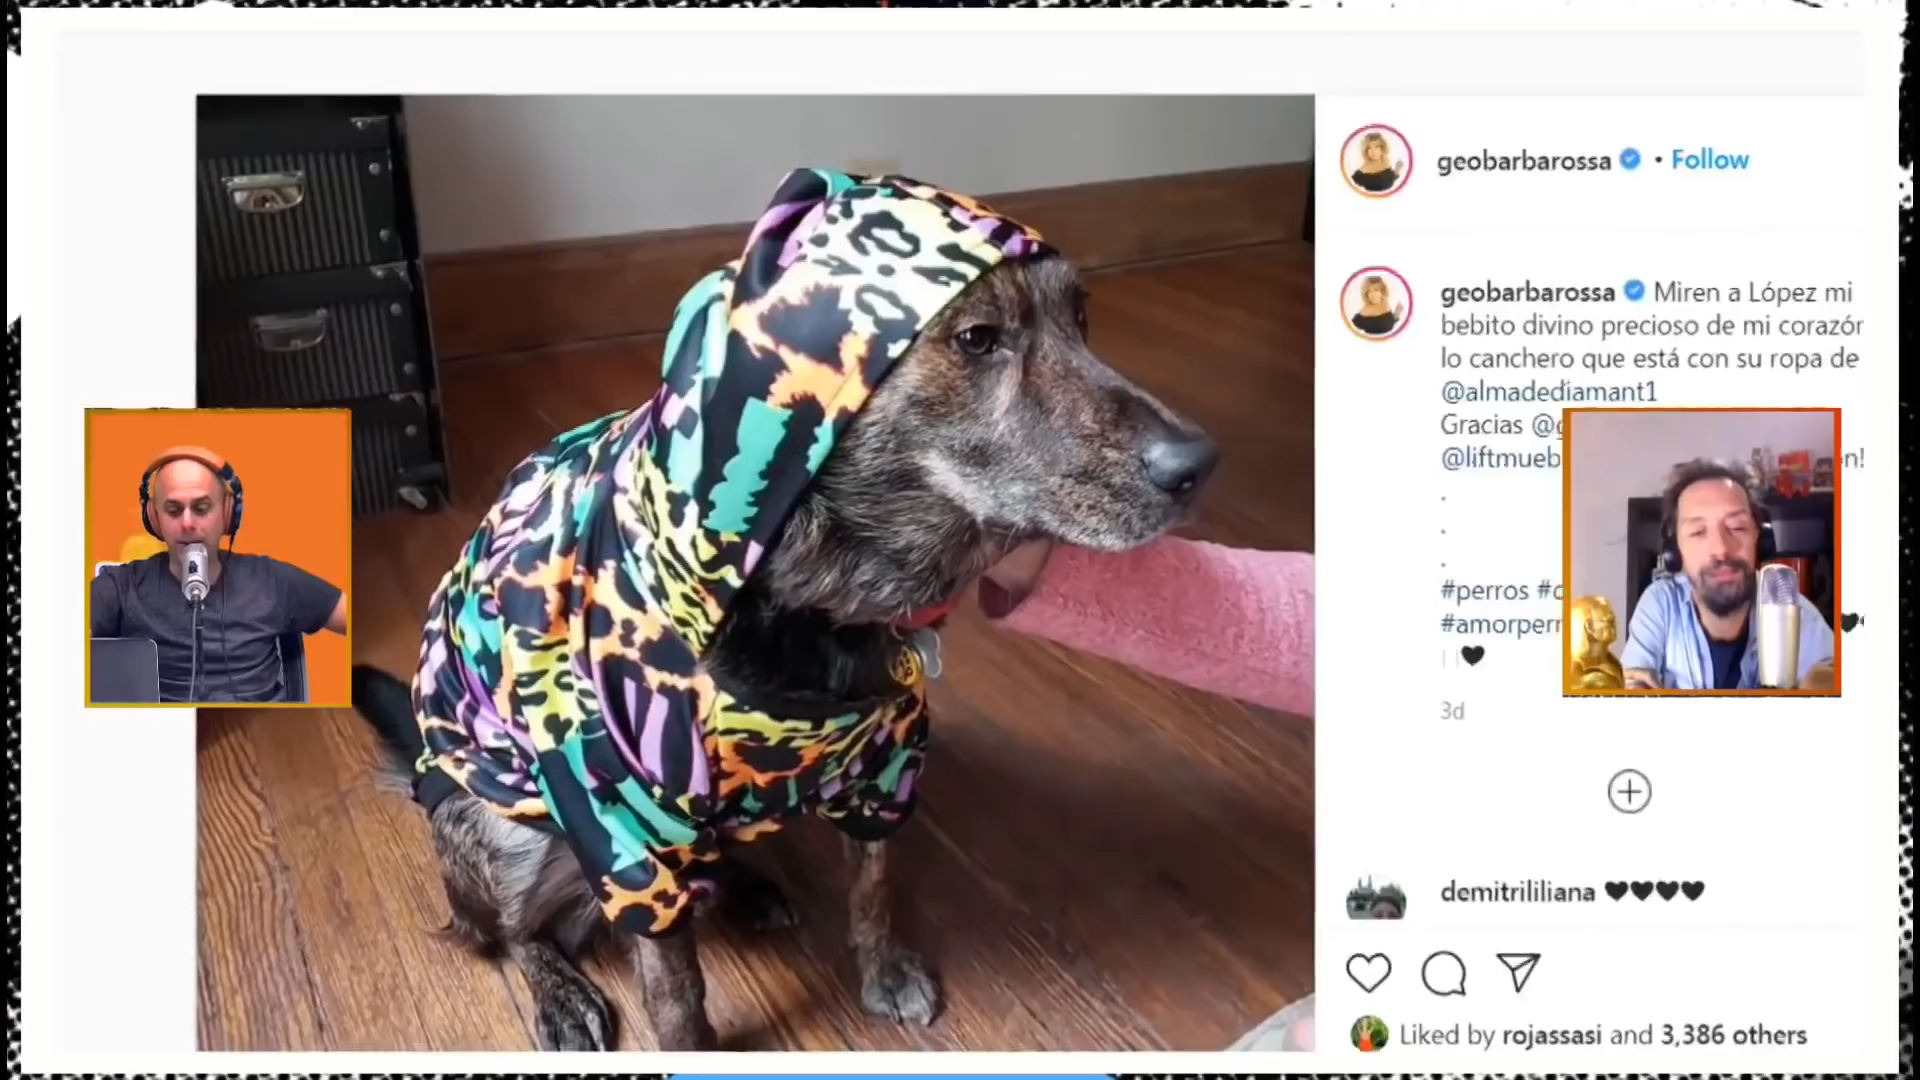 geobarbarossa • Follow
geobarbarossa Miren a López mi
bebito divino precioso de mi corazón
lo canchero que está con su ropa de
@almadediamant1
Gracias
@liftmueb
.
.
.
#perros
#amorperr
3d
demitrililiana 🖤🖤🖤🖤
Liked by rojassasi and 3,386 others